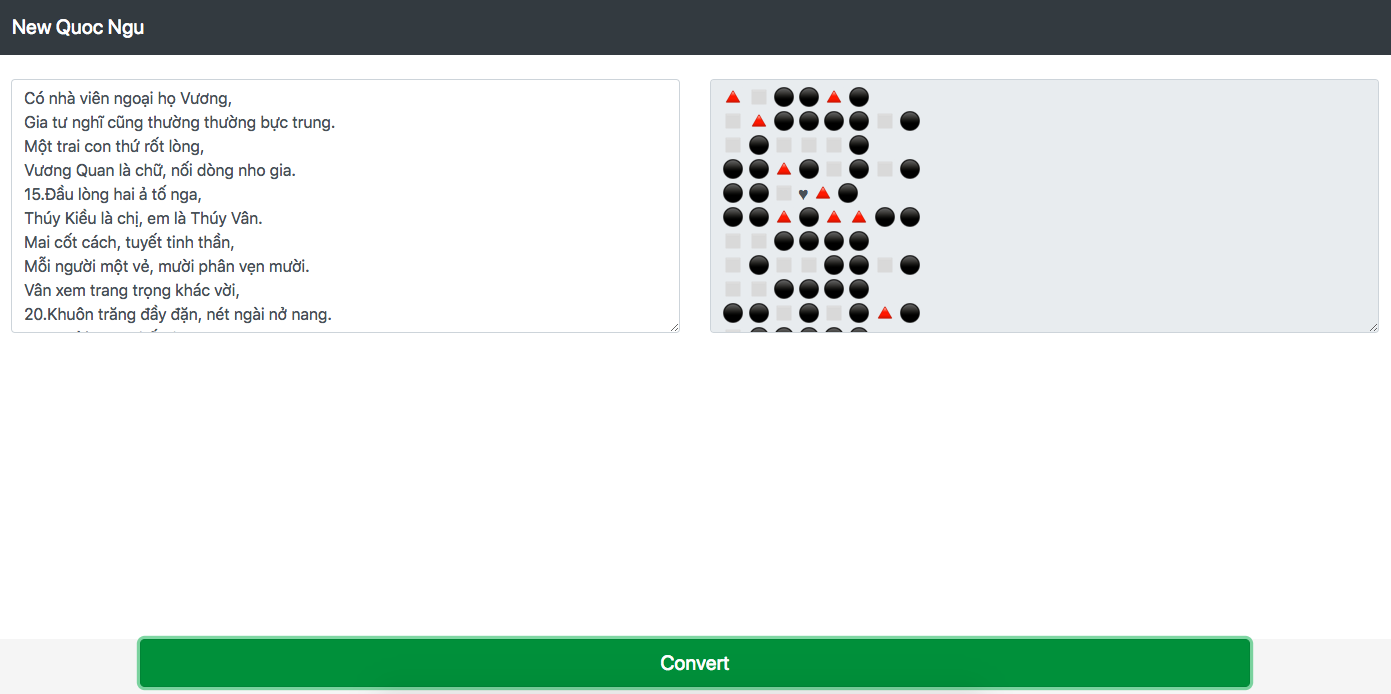 New Quoc Ngu
Có nhà viên ngoại họ Vương,
Gia tư nghĩ cũng thường thường bực trung.
Một trai con thứ rốt lòng,
Vương Quan là chữ, nối dòng nho gia.
15.Đầu lòng hai ả tố nga,
Thúy Kiều là chị, em là Thúy Vân.
Mai cốt cách, tuyết tinh thần,
Mỗi người một vẻ, mười phân vẹn mười.
Vân xem trang trọng khác vời,
20.Khuôn trăng đầy đặn, nét ngài nở nang.
Convert